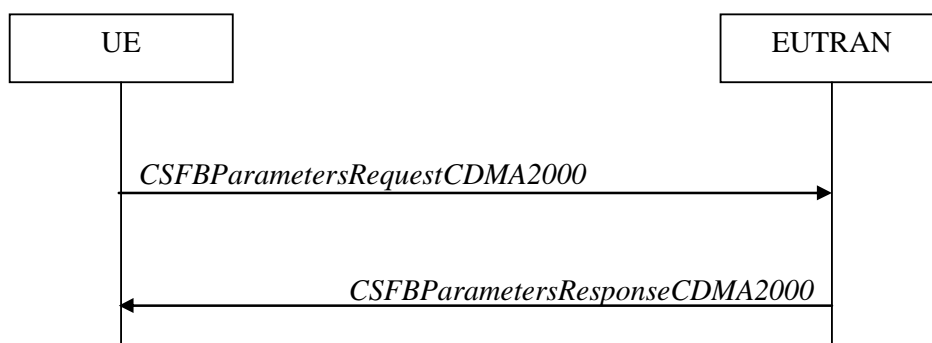 UE
EUTRAN
CSFBParametersRequestCDMA2000
CSFBParametersResponseCDMA2000